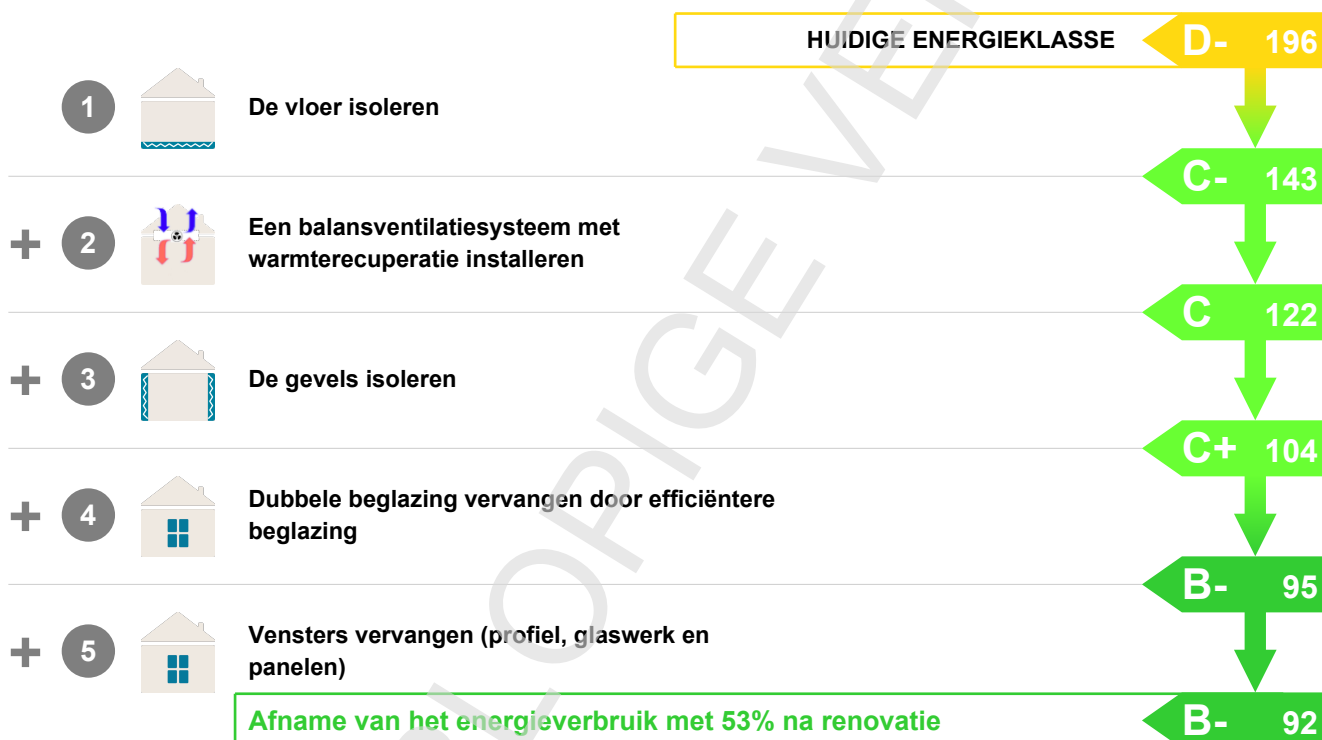 HUIDIGE ENERGIEKLASSE D- 196
1 De vloer isoleren
C- 143
+ 2 Een balansventilatiesysteem met
warmterecuperatie installeren
C 122
+ 3 De gevels isoleren
C+ 104
+ 4 Dubbele beglazing vervangen door efficiëntere
beglazing
B- 95
+ 5 Vensters vervangen (profiel, glaswerk en
panelen)
Afname van het energieverbruik met 53% na renovatie B- 92